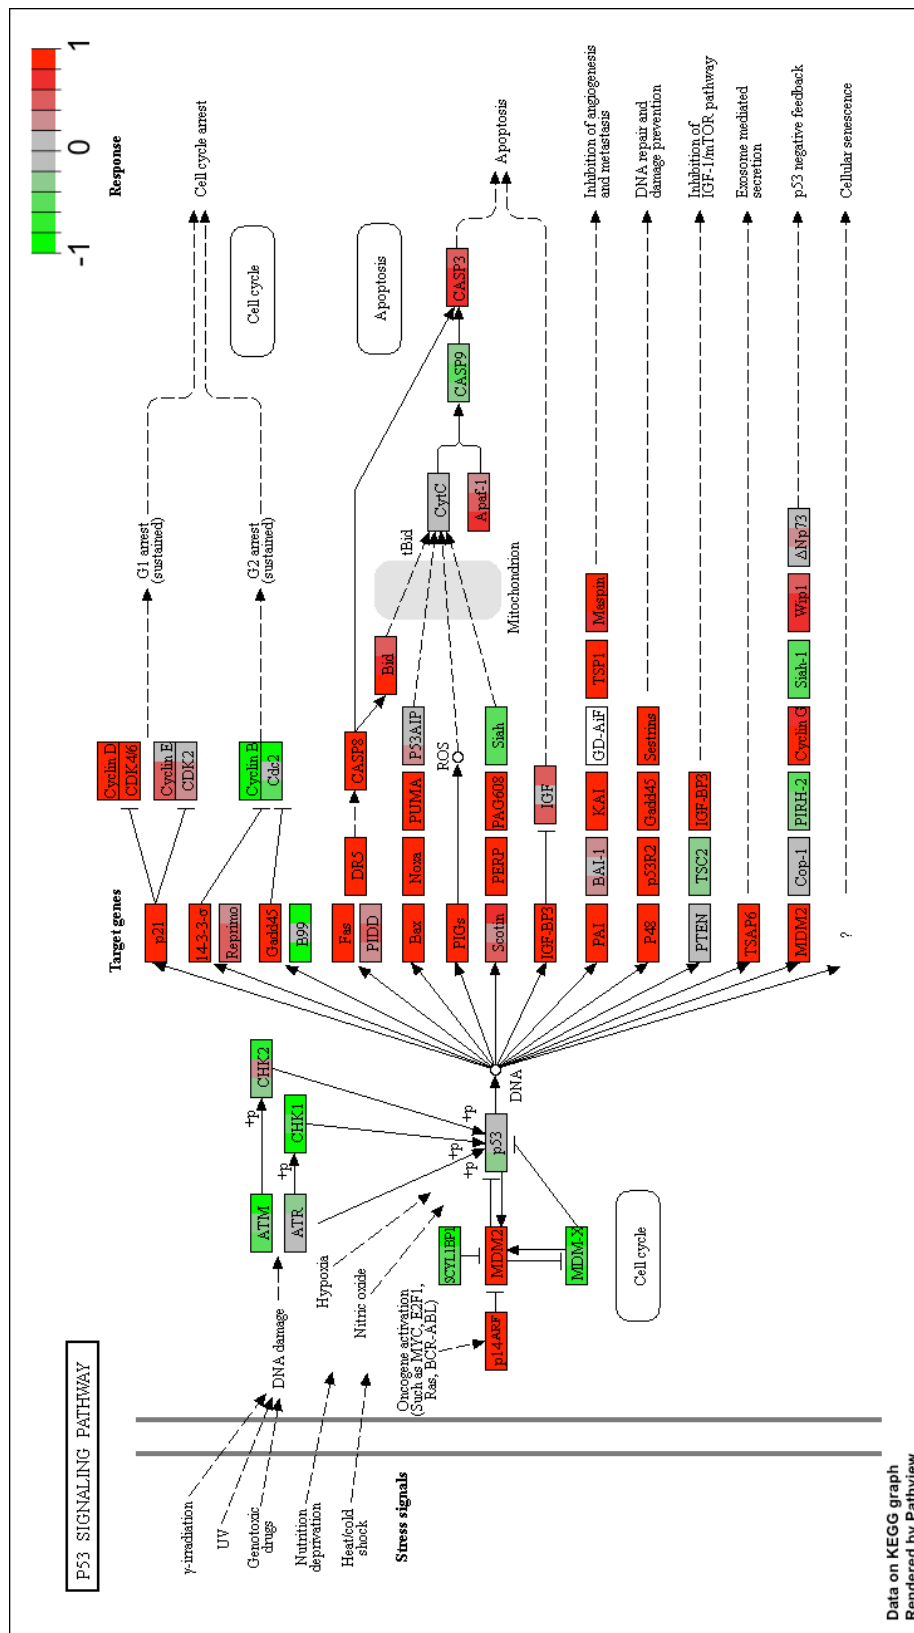 P53 SIGNALING PATHWAY
-1
0
1
Response
Target genes
γ-irradiation
UV
Genotoxic
drugs
Nutrition
deprivation
Heat/cold
shock
Stress signals
DNA damage
Hypoxia
Nitric oxide
Oncogene activation
(Such as MYC, E2F1,
Ras, BCR-ABL)
p14ARF
ATM
ATR
+p
+p
CHK2
CHK1
SCYL1BP1
MDM2
MDM-X
Cell cycle
+p
+p
+p
p53
DNA
p21
Cyclin D
CDK4/6
Cyclin E
CDK2
G1 arrest
(sustained)
Cell cycle arrest
14-3-3-σ
Reprimo
Gadd45
B99
Cyclin B
Cdc2
G2 arrest
(sustained)
Cell cycle
Fas
PIDD
DR5
CASP8
Bid
tBid
Apoptosis
Bax
Noxa
PUMA
P53AIP
Mitochondrion
CytC
Apaf-1
CASP9
CASP3
Apoptosis
PIGs
ROS
Scotin
PERP
PAG608
Siah
IGF-BP3
IGF
PAI
BAI-1
KAI
GD-AiF
TSP1
Maspin
Inhibition of angiogenesis
and metastasis
P48
p53R2
Gadd45
Sestrins
DNA repair and
damage prevention
PTEN
TSC2
IGF-BP3
Inhibition of
IGF-1/mTOR pathway
TSAP6
Exosome mediated
secretion
MDM2
Cop-1
PIRH-2
Cyclin G
Siah-1
Wip1
ΔNp73
p53 negative feedback
?
Cellular senescence
Data on KEGG graph
Rendered by Pathview